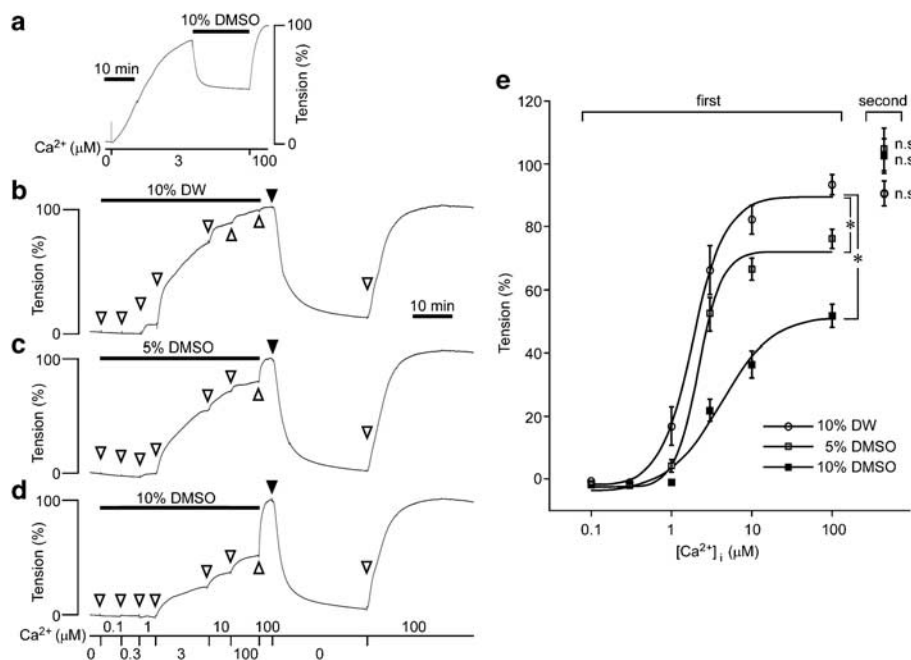 a
10% DMSO
100
10 min
Tension (%)
0
Ca²⁺ (μM)
0
3
100
b
10% DW
100
Tension (%)
0
10 min
c
5% DMSO
100
Tension (%)
0
d
10% DMSO
100
Tension (%)
0
Ca²⁺
(μM)
0.1 1 10 100 100
0 0.3 3 100 0
e
first
second
120
100
80
60
40
20
0
Tension (%)
n.s
n.s
n.s
*
*
10% DW
5% DMSO
10% DMSO
0.1 1 10 100
[Ca²⁺]i (μM)